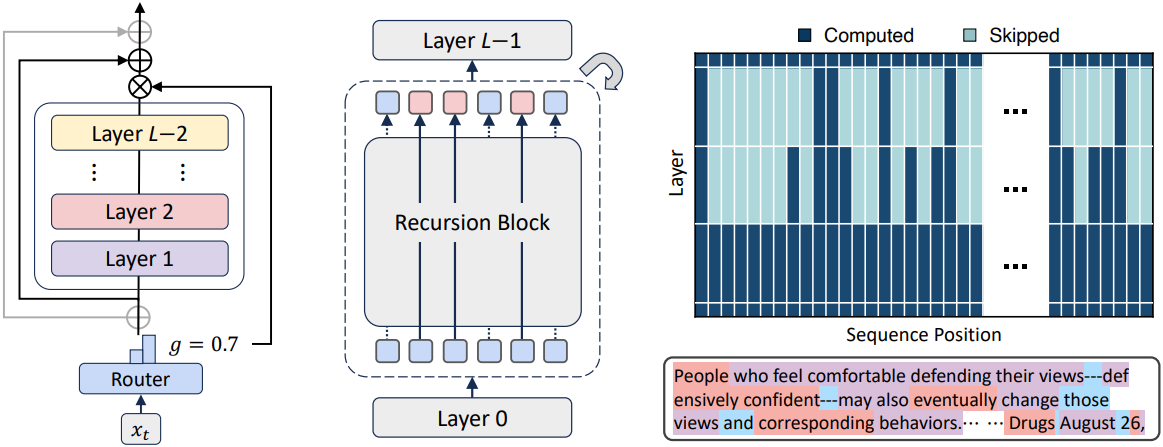 Layer L−2
⋮ ⋮
Layer 2
Layer 1
g = 0.7
Router
x_t
Layer L−1
Recursion Block
Layer 0
Computed
Skipped
Layer
...
...
...
Sequence Position
People who feel comfortable defending their views---def
ensively confident---may also eventually change those
views and corresponding behaviors.⋯ ⋯ Drugs August 26,